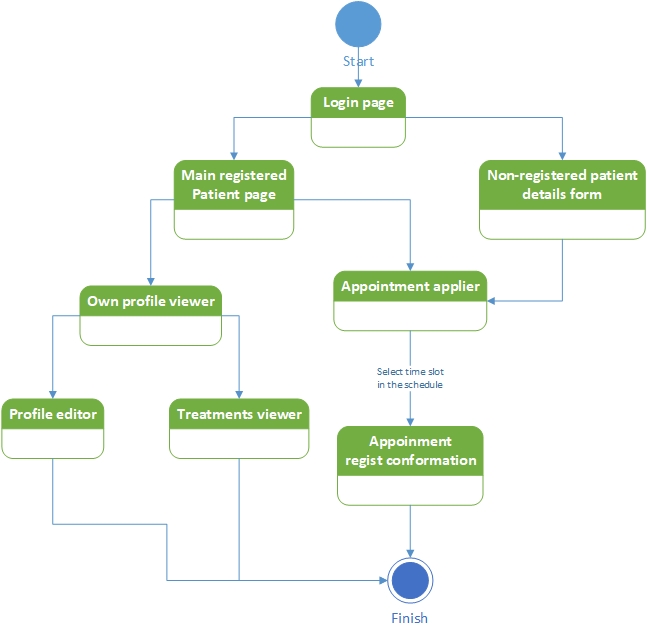 Start
Login page
Main registered
Patient page
Non-registered patient
details form
Own profile viewer
Appointment applier
Select time slot
in the schedule
Profile editor
Treatments viewer
Appoinment
regist conformation
Finish